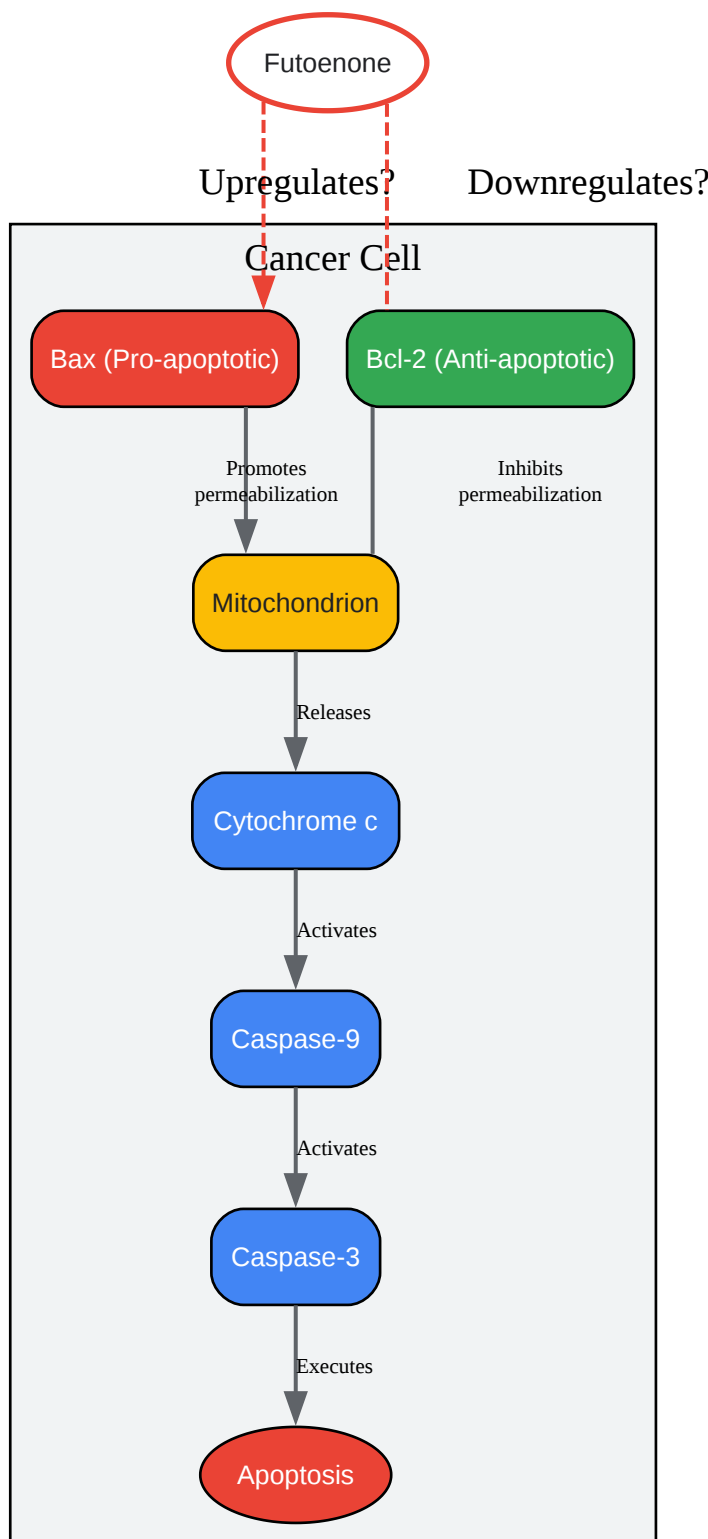 Futoenone
Upregulates?
Downregulates?
Cancer Cell
Bax (Pro-apoptotic)
Bcl-2 (Anti-apoptotic)
Promotes
permeabilization
Inhibits
permeabilization
Mitochondrion
Releases
Cytochrome c
Activates
Caspase-9
Activates
Caspase-3
Executes
Apoptosis